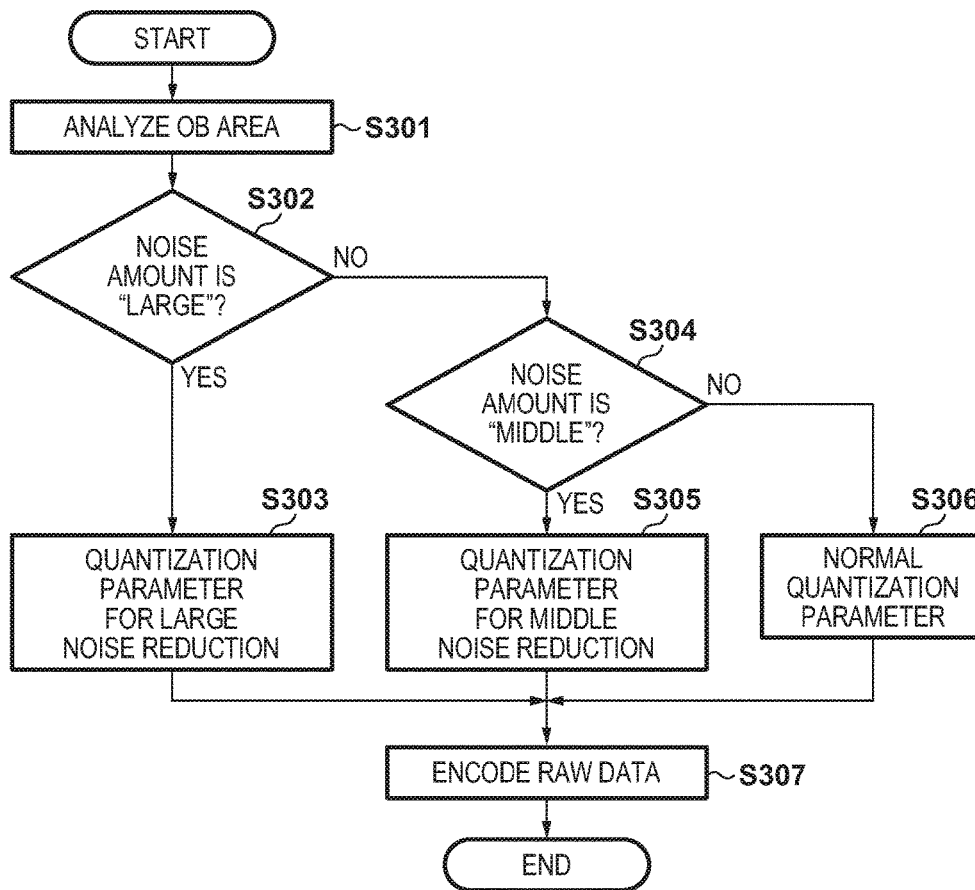 START
ANALYZE OB AREA
S301
S302
NOISE
AMOUNT IS
“LARGE”?
NO
YES
S304
NOISE
AMOUNT IS
“MIDDLE”?
NO
YES
S303
QUANTIZATION
PARAMETER
FOR LARGE
NOISE REDUCTION
S305
QUANTIZATION
PARAMETER
FOR MIDDLE
NOISE REDUCTION
S306
NORMAL
QUANTIZATION
PARAMETER
ENCODE RAW DATA
S307
END